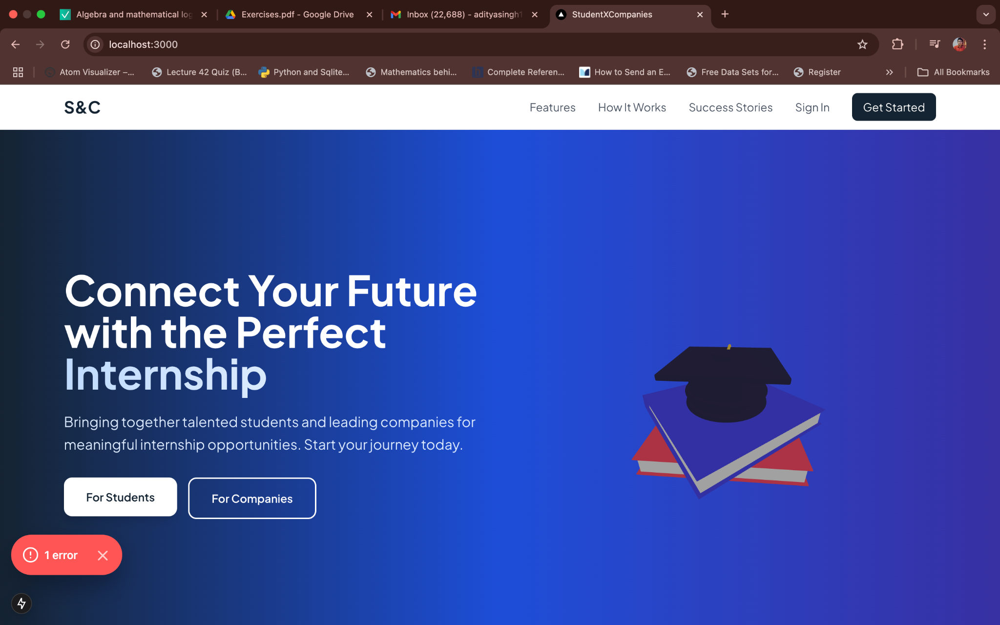 Algebra and mathematical log
Exercises.pdf - Google Drive
Inbox (22,688) - adityasingh1
StudentXCompanies
localhost:3000
Atom Visualizer –...
Lecture 42 Quiz (B...
Python and Sqlite...
Mathematics behi...
Complete Referen...
How to Send an E...
Free Data Sets for...
Register
All Bookmarks
S&C
Features
How It Works
Success Stories
Sign In
Get Started
Connect Your Future
with the Perfect
Internship
Bringing together talented students and leading companies for
meaningful internship opportunities. Start your journey today.
For Students
For Companies
1 error